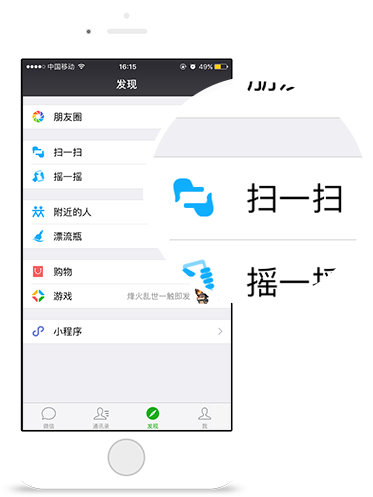 中国移动 16:15 49%
发现
朋友圈
扫一扫
摇一摇
附近的人
漂流瓶
购物
游戏 烽火乱世一触即发
小程序
微信 通讯录 发现 我
扫一扫
摇一摇